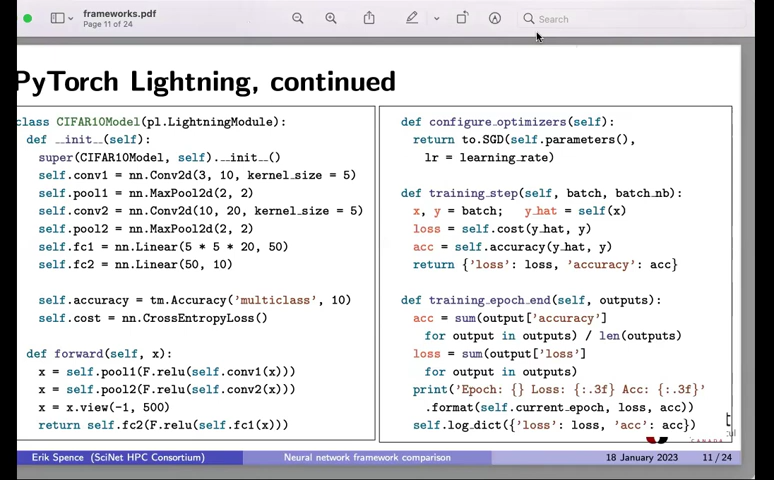 frameworks.pdf
Page 11 of 24
Search
PyTorch Lightning, continued
class CIFAR10Model(pl.LightningModule):
def __init__(self):
super(CIFAR10Model, self).__init__()
self.conv1 = nn.Conv2d(3, 10, kernel_size = 5)
self.pool1 = nn.MaxPool2d(2, 2)
self.conv2 = nn.Conv2d(10, 20, kernel_size = 5)
self.pool2 = nn.MaxPool2d(2, 2)
self.fc1 = nn.Linear(5 * 5 * 20, 50)
self.fc2 = nn.Linear(50, 10)
self.accuracy = tm.Accuracy('multiclass', 10)
self.cost = nn.CrossEntropyLoss()
def forward(self, x):
x = self.pool1(F.relu(self.conv1(x)))
x = self.pool2(F.relu(self.conv2(x)))
x = x.view(-1, 500)
return self.fc2(F.relu(self.fc1(x)))
def configure_optimizers(self):
return to.SGD(self.parameters(),
lr = learning_rate)
def training_step(self, batch, batch_nb):
x, y = batch; y_hat = self(x)
loss = self.cost(y_hat, y)
acc = self.accuracy(y_hat, y)
return {'loss': loss, 'accuracy': acc}
def training_epoch_end(self, outputs):
acc = sum(output['accuracy']
for output in outputs) / len(outputs)
loss = sum(output['loss']
for output in outputs)
print('Epoch: {} Loss: {:.3f} Acc: {:.3f}'
.format(self.current_epoch, loss, acc))
self.log_dict({'loss': loss, 'acc': acc})
Erik Spence (SciNet HPC Consortium)
Neural network framework comparison
18 January 2023
11 / 24